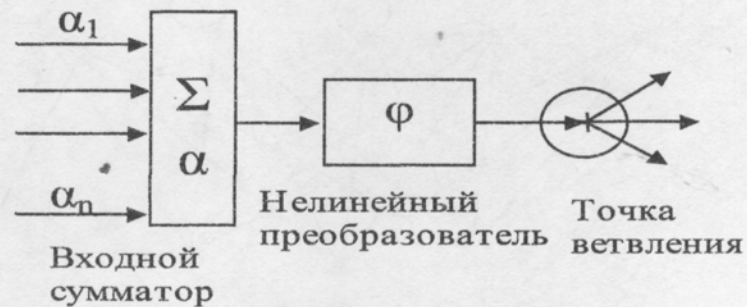 α1
Σ
α
φ
αn
Входной
сумматор
Нелинейный
преобразователь
Точка
ветвления